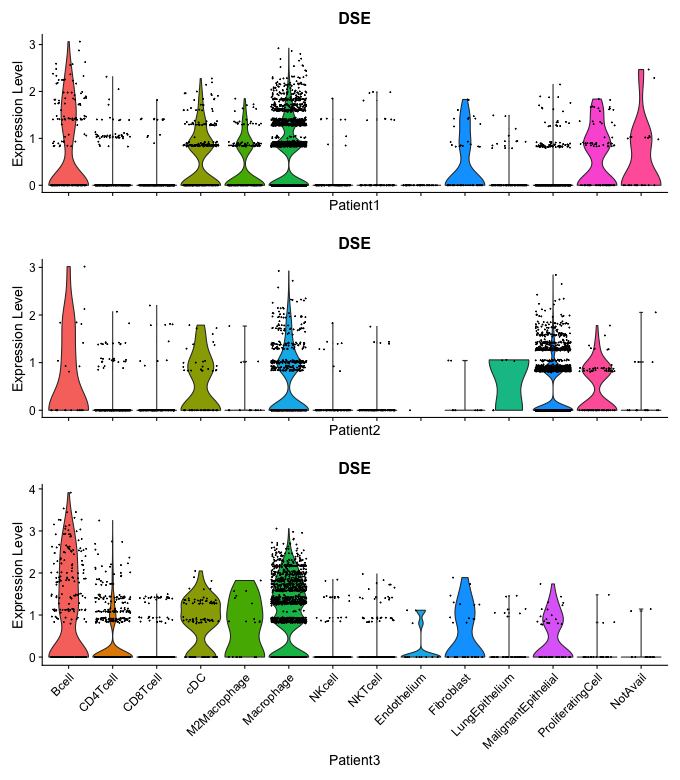 DSE
Expression Level
3
2
1
0
Patient1
DSE
Expression Level
3
2
1
0
Patient2
DSE
Expression Level
4
3
2
1
0
Bcell
CD4Tcell
CD8Tcell
cDC
M2Macrophage
Macrophage
NKcell
NKTcell
Endothelium
Fibroblast
LungEpithelium
MalignantEpithelial
ProliferatingCell
NotAvail
Patient3